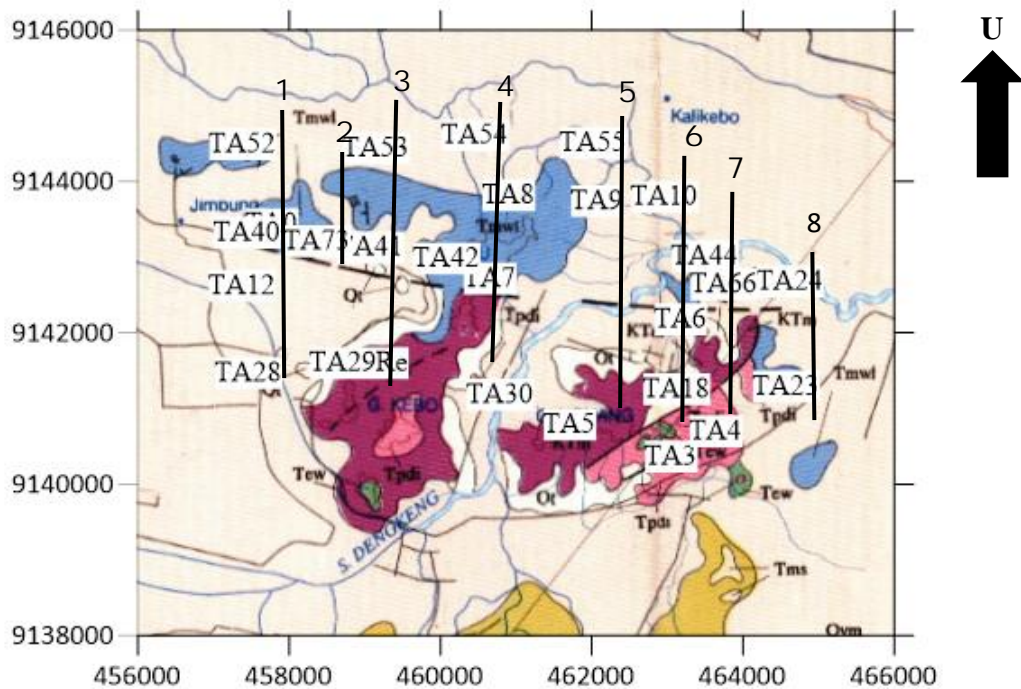 9146000
U
1
3
4
5
Kalikebo
Tmwl
2
6
TA52
TA53
TA54
TA55
7
TA8
TA9
TA10
Jimbung
8
Tmwl
TA40
TA73
TA41
TA42
TA44
9144000
TA12
Qt
TA7
TA66
TA24
Tpdi
TA6
KTm
9142000
Qt
TA28
TA29Re
TA30
TA18
TA23
Tmwl
G. KEBO
TA5
TA4
Tpdi
KTm
TA3
Tew
Tew
Tpdi
9140000
Qt
Tew
Tpdi
S. DENGKENG
Tms
Qvm
9138000
456000
458000
460000
462000
464000
466000